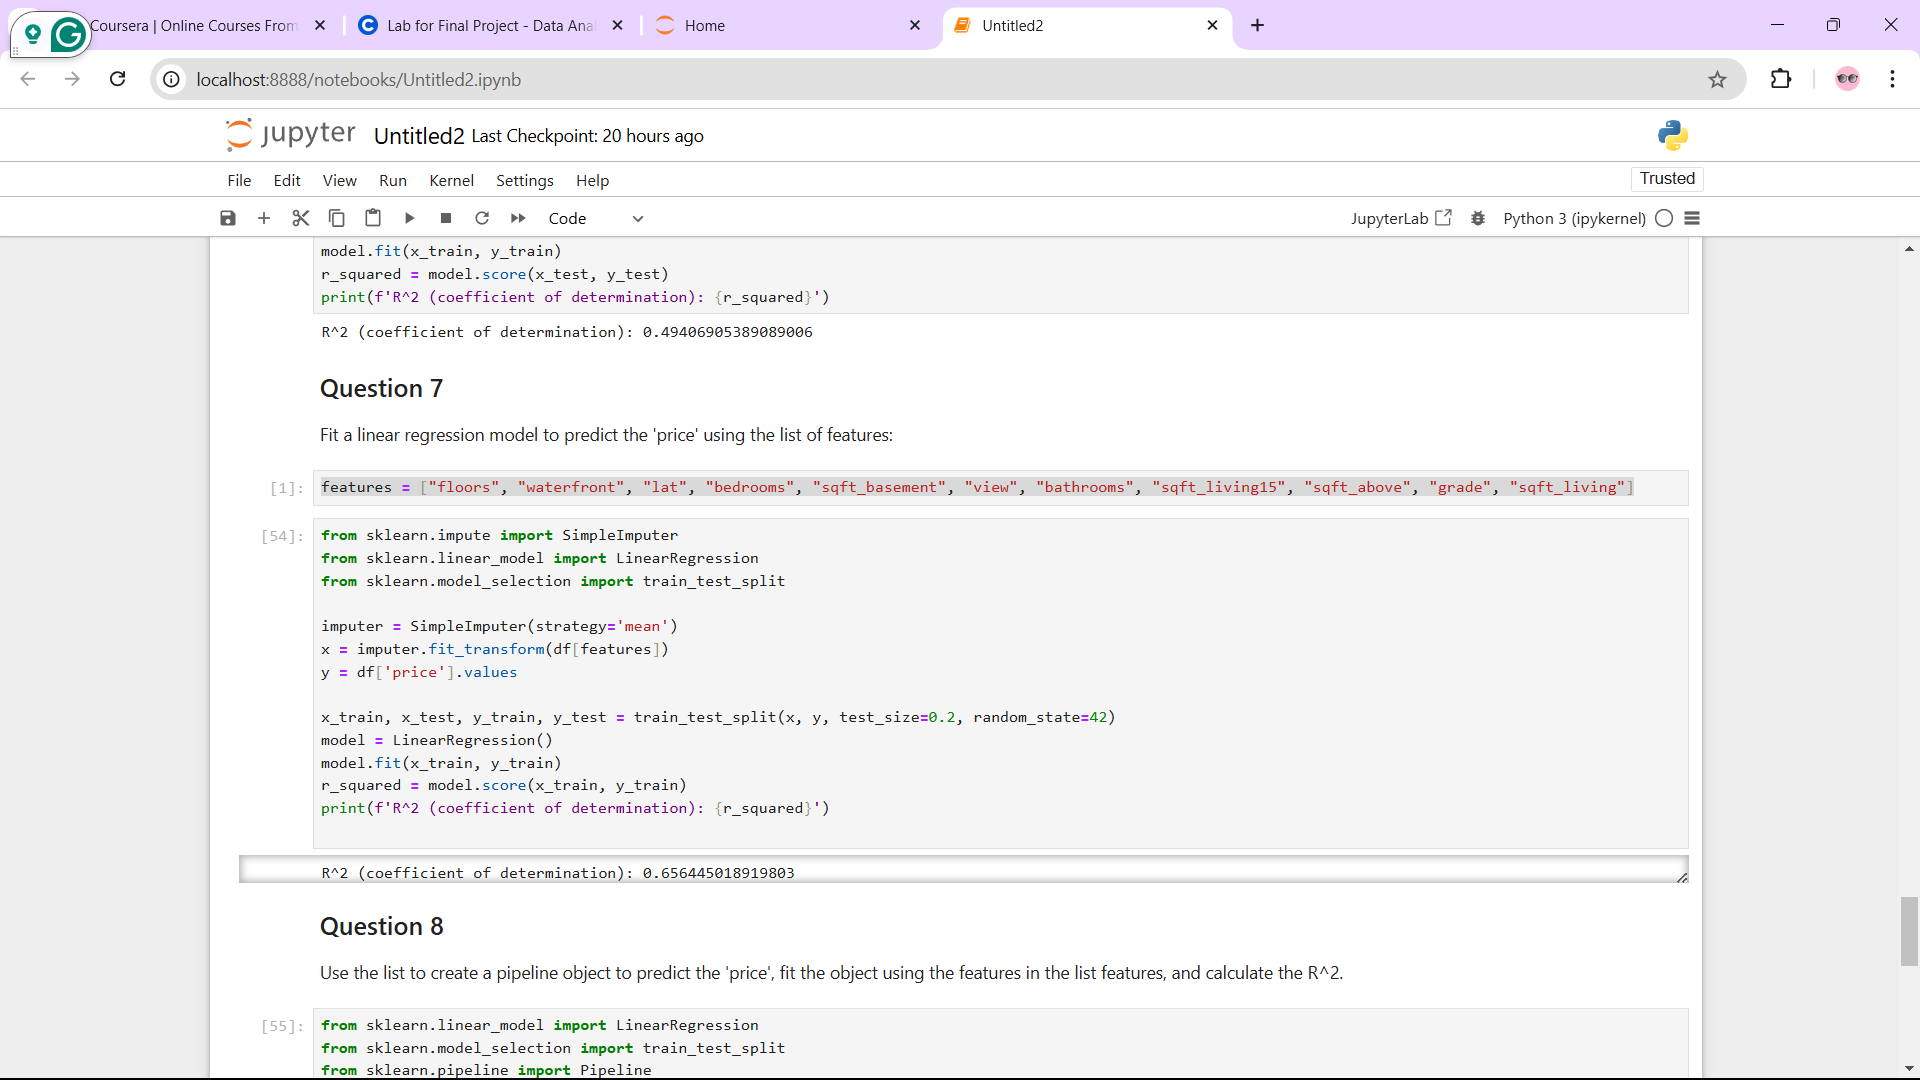 Coursera | Online Courses From
Lab for Final Project - Data Anal
Home
Untitled2
localhost:8888/notebooks/Untitled2.ipynb
jupyter Untitled2 Last Checkpoint: 20 hours ago
File Edit View Run Kernel Settings Help
Trusted
Code
JupyterLab
Python 3 (ipykernel)
model.fit(x_train, y_train)
r_squared = model.score(x_test, y_test)
print(f'R^2 (coefficient of determination): {r_squared}')
R^2 (coefficient of determination): 0.49406905389089006
Question 7
Fit a linear regression model to predict the 'price' using the list of features:
[1]: features = ["floors", "waterfront", "lat", "bedrooms", "sqft_basement", "view", "bathrooms", "sqft_living15", "sqft_above", "grade", "sqft_living"]
[54]: from sklearn.impute import SimpleImputer
from sklearn.linear_model import LinearRegression
from sklearn.model_selection import train_test_split
imputer = SimpleImputer(strategy='mean')
x = imputer.fit_transform(df[features])
y = df['price'].values
x_train, x_test, y_train, y_test = train_test_split(x, y, test_size=0.2, random_state=42)
model = LinearRegression()
model.fit(x_train, y_train)
r_squared = model.score(x_train, y_train)
print(f'R^2 (coefficient of determination): {r_squared}')
R^2 (coefficient of determination): 0.656445018919803
Question 8
Use the list to create a pipeline object to predict the 'price', fit the object using the features in the list features, and calculate the R^2.
[55]: from sklearn.linear_model import LinearRegression
from sklearn.model_selection import train_test_split
from sklearn.pipeline import Pipeline